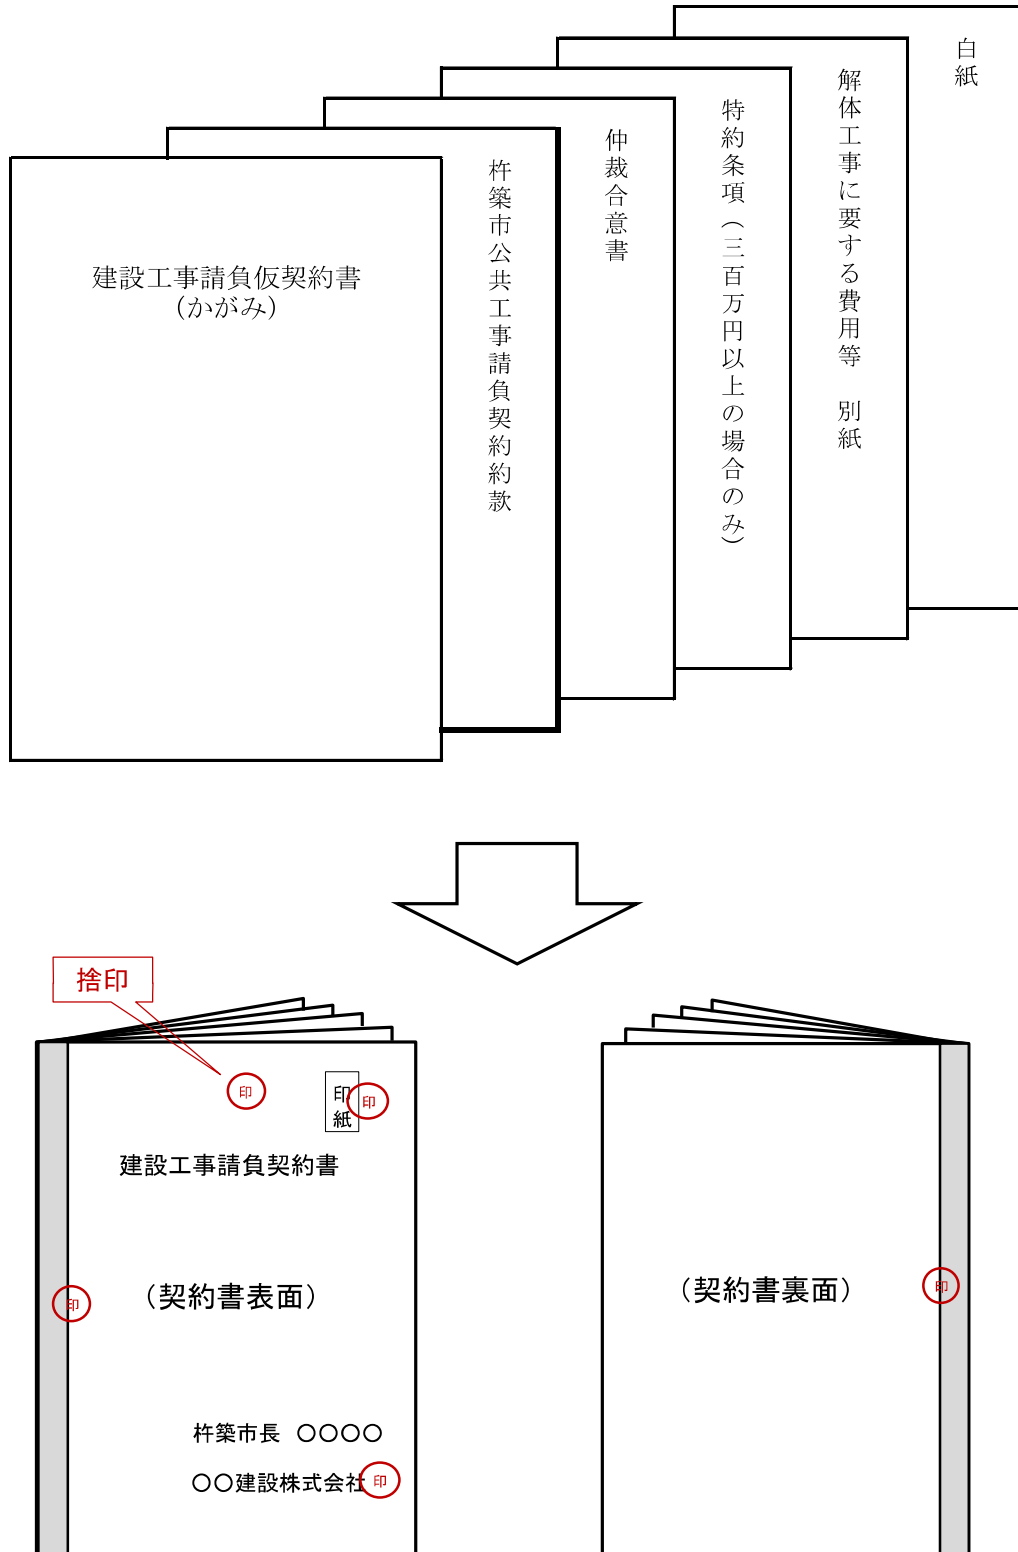 建設工事請負仮契約書
（かがみ）
杵築市公共工事請負契約約款
仲裁合意書
特約条項（三百万円以上の場合のみ）
解体工事に要する費用等　別紙
白紙
捨印
印
印紙
印
建設工事請負契約書
（契約書表面）
印
杵築市長　〇〇〇〇
〇〇建設株式会社
印
（契約書裏面）
印